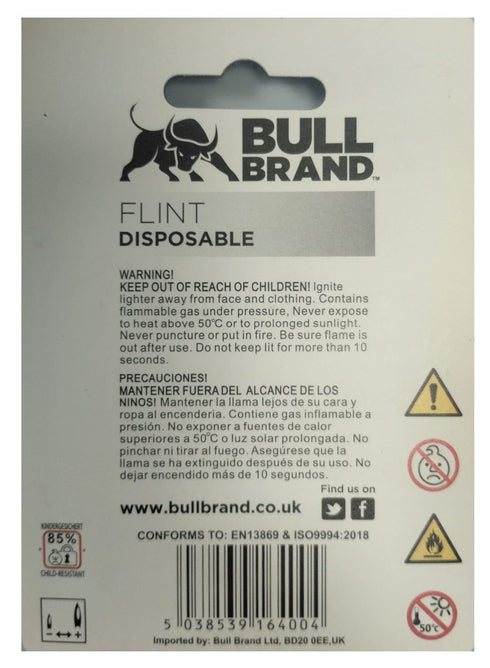 BULL
BRAND™
FLINT
DISPOSABLE
WARNING!
KEEP OUT OF REACH OF CHILDREN! Ignite
lighter away from face and clothing. Contains
flammable gas under pressure, Never expose
to heat above 50℃ or to prolonged sunlight.
Never puncture or put in fire. Be sure flame is
out after use. Do not keep lit for more than 10
seconds.
PRECAUCIONES!
MANTENER FUERA DEL ALCANCE DE LOS
NINOS! Mantener la llama lejos de su cara y
ropa al encenderia. Contiene gas inflamable a
presión. No exponer a fuentes de calor
superiores a 50℃ o luz solar prolongada. No
pinchar ni tirar al fuego. Asegúrese que la
llama se ha extinguido después de su uso. No
dejar encendido más de 10 segundos.
Find us on
www.bullbrand.co.uk
CONFORMS TO: EN13869 & ISO9994:2018
KINDERGESICHERT
85%
CHILD-RESISTANT
- ↔ +
50℃
5 038539 164004
Imported by: Bull Brand Ltd, BD20 0EE,UK